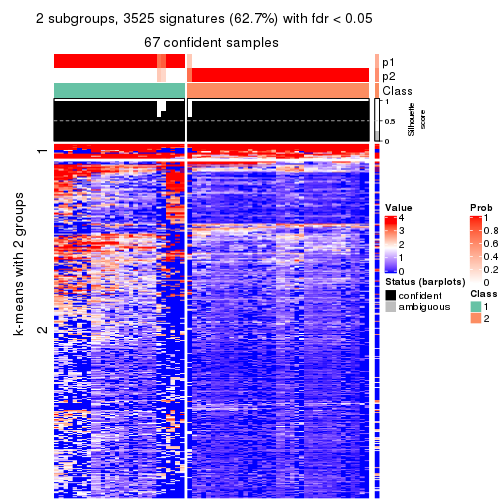 2 subgroups, 3525 signatures (62.7%) with fdr < 0.05
67 confident samples
p1
p2
Class
1
0.5
0
Silhouette
score
k-means with 2 groups
1
2
Value
4
3
2
1
0
Status (barplots)
confident
ambiguous
Prob
1
0.8
0.6
0.4
0.2
0
Class
1
2